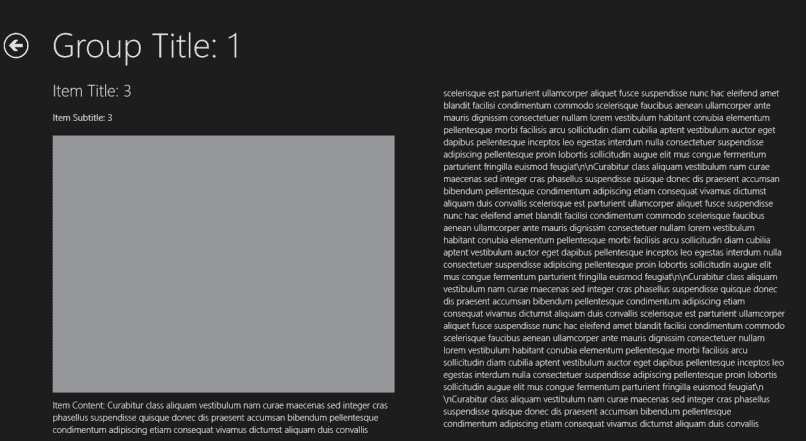 Group Title: 1
Item Title: 3
Item Subtitle: 3
Item Content: Curabitur class aliquam vestibulum nam curae maecenas sed integer cras
phasellus suspendisse quisque donec dis praesent accumsan bibendum pellentesque
condimentum adipiscing etiam consequat vivamus dictumst aliquam duis convallis
scelerisque est parturient ullamcorper aliquet fusce suspendisse nunc hac eleifend amet
blandit facilisi condimentum commodo scelerisque faucibus aenean ullamcorper ante
mauris dignissim consectetuer nullam lorem vestibulum habitant conubia elementum
pellentesque morbi facilisis arcu sollicitudin diam cubilia aptent vestibulum auctor eget
dapibus pellentesque inceptos leo egestas interdum nulla consectetuer suspendisse
adipiscing pellentesque proin lobortis sollicitudin augue elit mus congue fermentum
parturient fringilla euismod feugiat\n\nCurabitur class aliquam vestibulum nam curae
maecenas sed integer cras phasellus suspendisse quisque donec dis praesent accumsan
bibendum pellentesque condimentum adipiscing etiam consequat vivamus dictumst
aliquam duis convallis scelerisque est parturient ullamcorper aliquet fusce suspendisse
nunc hac eleifend amet blandit facilisi condimentum commodo scelerisque faucibus
aenean ullamcorper ante mauris dignissim consectetuer nullam lorem vestibulum
habitant conubia elementum pellentesque morbi facilisis arcu sollicitudin diam cubilia
aptent vestibulum auctor eget dapibus pellentesque inceptos leo egestas interdum nulla
consectetuer suspendisse adipiscing pellentesque proin lobortis sollicitudin augue elit
mus congue fermentum parturient fringilla euismod feugiat\n\nCurabitur class aliquam
vestibulum nam curae maecenas sed integer cras phasellus suspendisse quisque donec
dis praesent accumsan bibendum pellentesque condimentum adipiscing etiam
consequat vivamus dictumst aliquam duis convallis scelerisque est parturient ullamcorper
aliquet fusce suspendisse nunc hac eleifend amet blandit facilisi condimentum commodo
scelerisque faucibus aenean ullamcorper ante mauris dignissim consectetuer nullam
lorem vestibulum habitant conubia elementum pellentesque morbi facilisis arcu
sollicitudin diam cubilia aptent vestibulum auctor eget dapibus pellentesque inceptos leo
egestas interdum nulla consectetuer suspendisse adipiscing pellentesque proin lobortis
sollicitudin augue elit mus congue fermentum parturient fringilla euismod feugiat\n
\nCurabitur class aliquam vestibulum nam curae maecenas sed integer cras phasellus
suspendisse quisque donec dis praesent accumsan bibendum pellentesque
condimentum adipiscing etiam consequat vivamus dictumst aliquam duis convallis